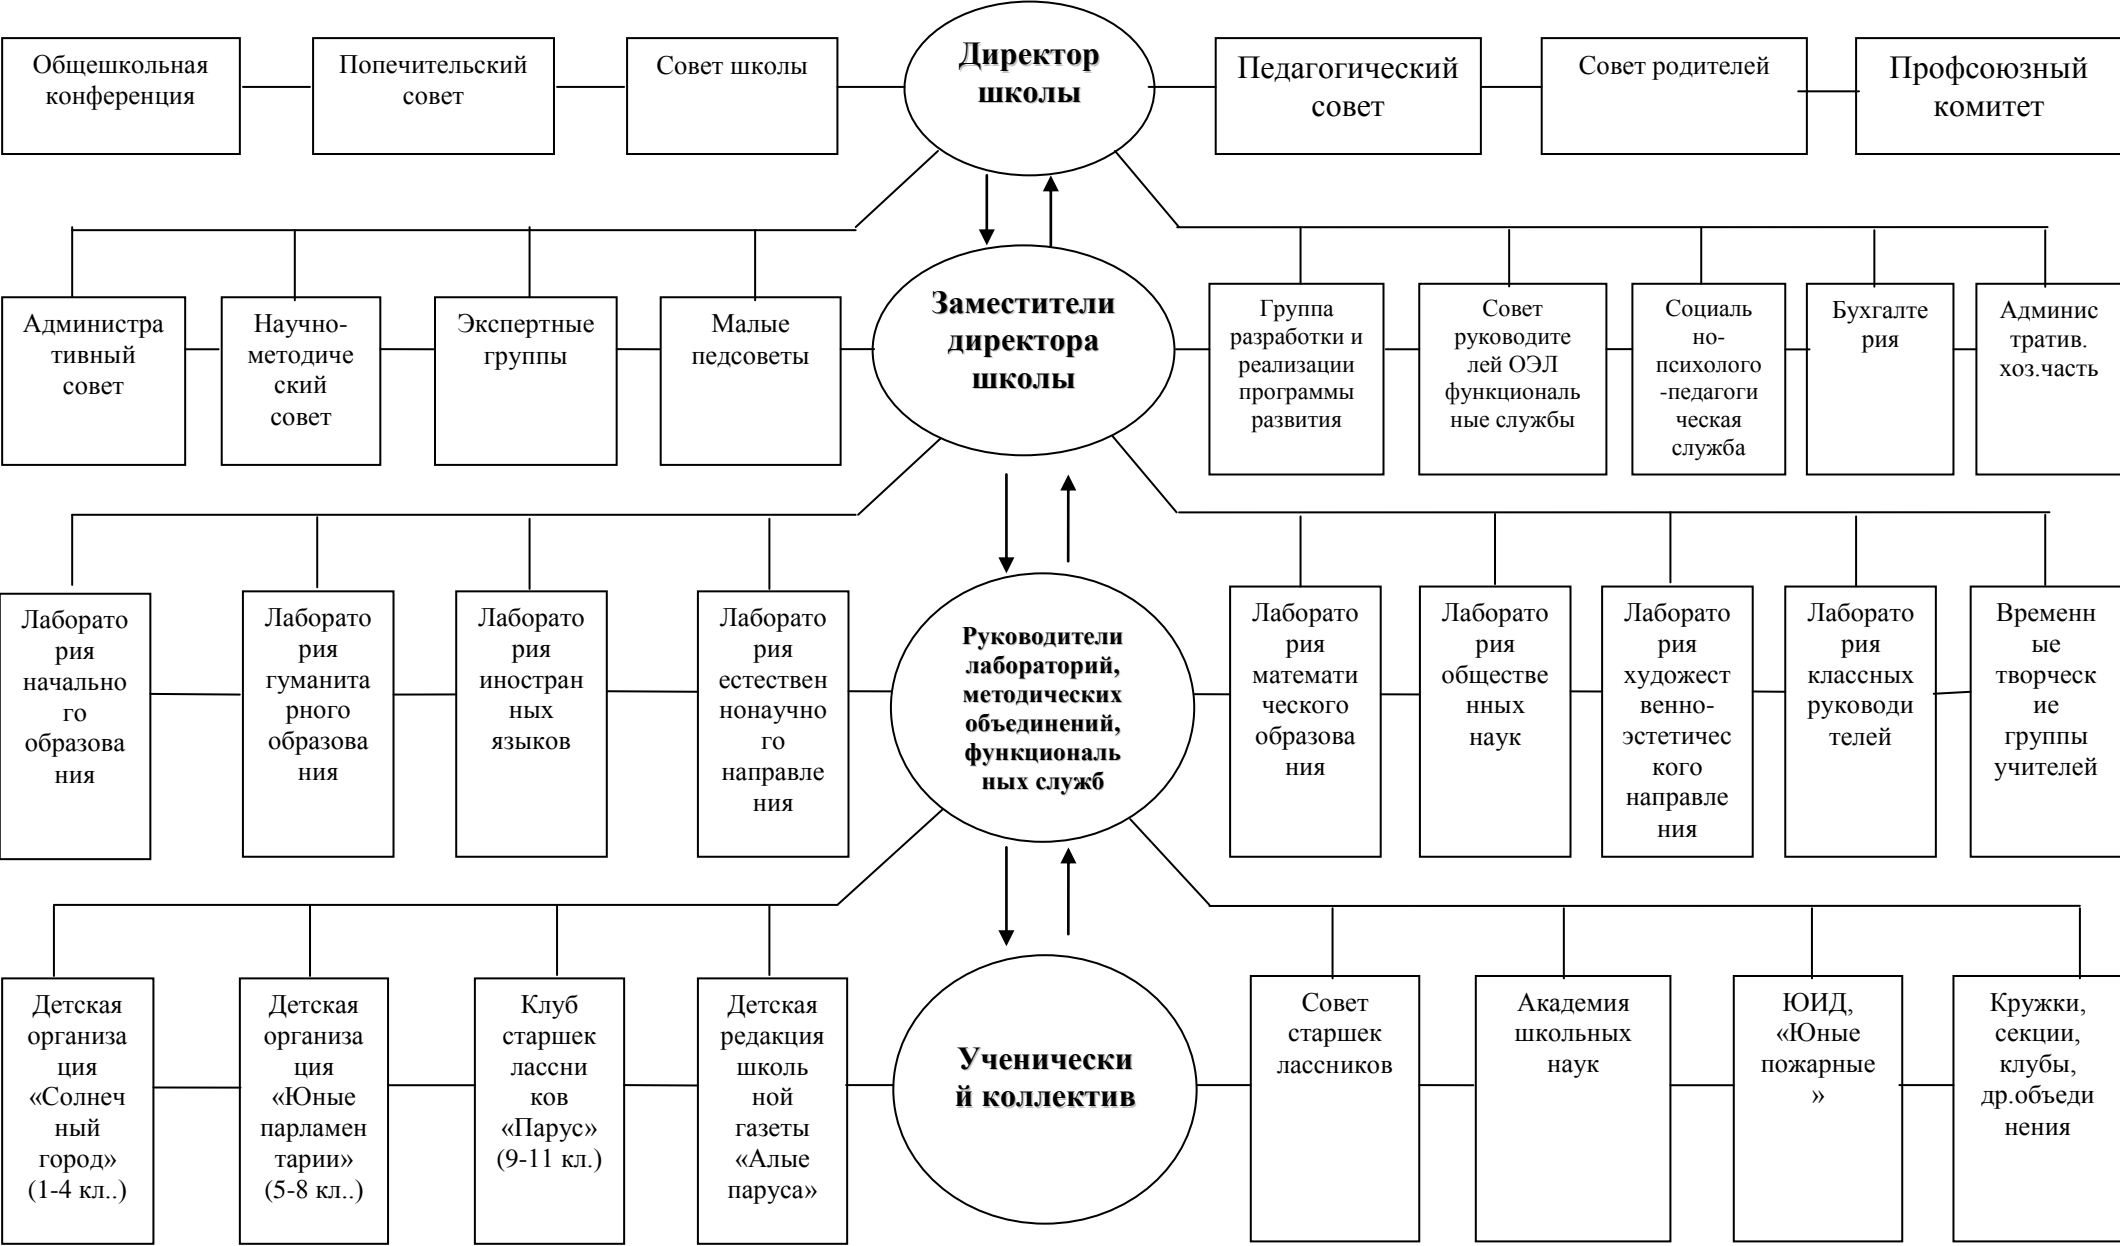 Общешкольная
конференция
Попечительский
совет
Совет школы
Директор
школы
Педагогический
совет
Совет родителей
Профсоюзный
комитет
Администра
тивный
совет
Научно-
методиче
ский
совет
Экспертные
группы
Малые
педсоветы
Заместители
директора
школы
Группа
разработки и
реализации
программы
развития
Совет
руководите
лей ОЭЛ
функциональ
ные службы
Социаль
но-
психолого
-педагоги
ческая
служба
Бухгалте
рия
Админис
тратив.
хоз.часть
Лаборато
рия
начально
го
образова
ния
Лаборато
рия
гуманита
рного
образова
ния
Лаборато
рия
иностран
ных
языков
Лаборато
рия
естествен
нонаучно
го
направле
ния
Руководители
лабораторий,
методических
объединений,
функциональ
ных служб
Лаборато
рия
математи
ческого
образова
ния
Лаборато
рия
обществе
нных
наук
Лаборато
рия
художест
венно-
эстетичес
кого
направле
ния
Лаборато
рия
классных
руководи
телей
Временн
ые
творческ
ие
группы
учителей
Детская
организа
ция
«Солнеч
ный
город»
(1-4 кл..)
Детская
организа
ция
«Юные
парламен
тарии»
(5-8 кл..)
Клуб
старшек
лассни
ков
«Парус»
(9-11 кл.)
Детская
редакция
школь
ной
газеты
«Алые
паруса»
Ученически
й коллектив
Совет
старшек
лассников
Академия
школьных
наук
ЮИД,
«Юные
пожарные
»
Кружки,
секции,
клубы,
др.объеди
нения